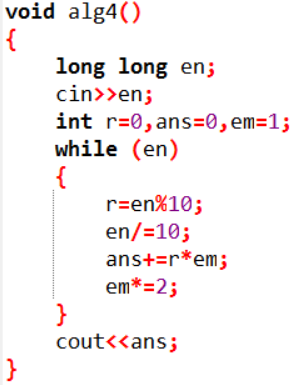 void alg4()
{
long long en;
cin>>en;
int r=0,ans=0,em=1;
while (en)
{
r=en%10;
en/=10;
ans+=r*em;
em*=2;
}
cout<<ans;
}